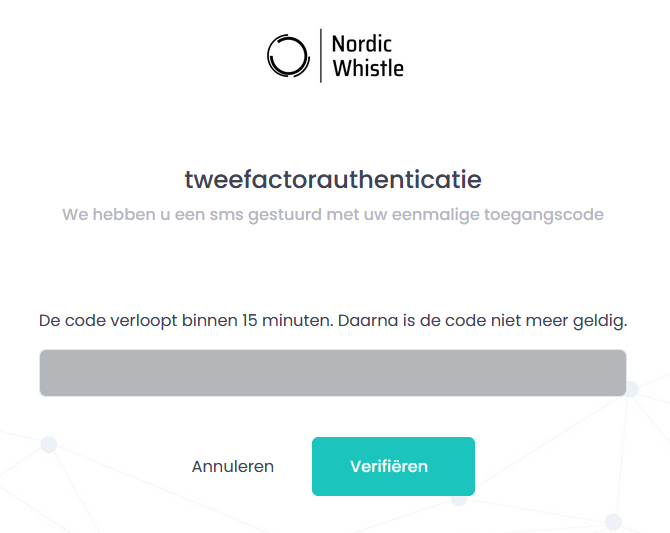 Nordic
Whistle
tweefactorauthenticatie
We hebben u een sms gestuurd met uw eenmalige toegangscode
De code verloopt binnen 15 minuten. Daarna is de code niet meer geldig.
Annuleren
Verifiëren